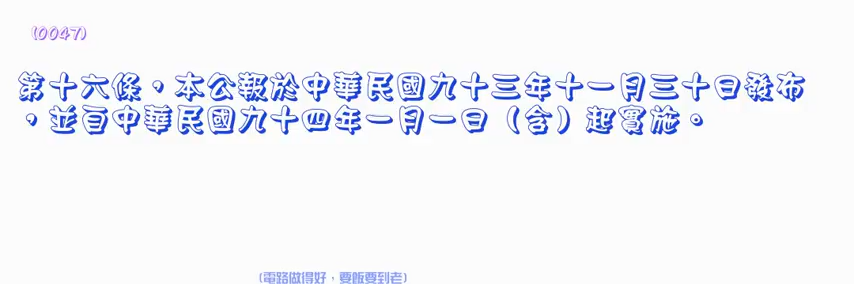 (0047)
第十六條，本公報於中華民國九十三年十一月三十日發布
，並自中華民國九十四年一月一日（含）起實施。
(電路做得好，要飯要到老)